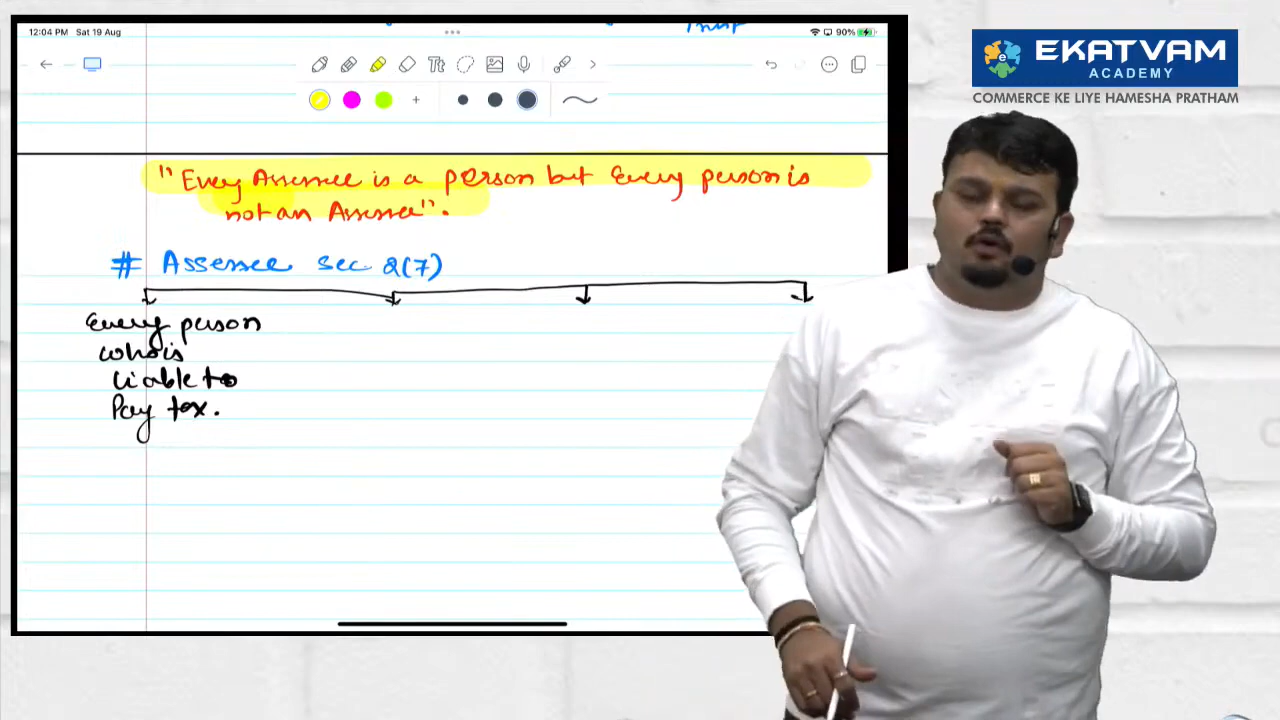 12:04 PM Sat 19 Aug
90%
EKATVAM
ACADEMY
COMMERCE KE LIYE HAMESHA PRATHAM
"Every Assessee is a person but Every person is
not an Assessee".
# Assessee sec 2(7)
Every person
who is
liable to
Pay tax.